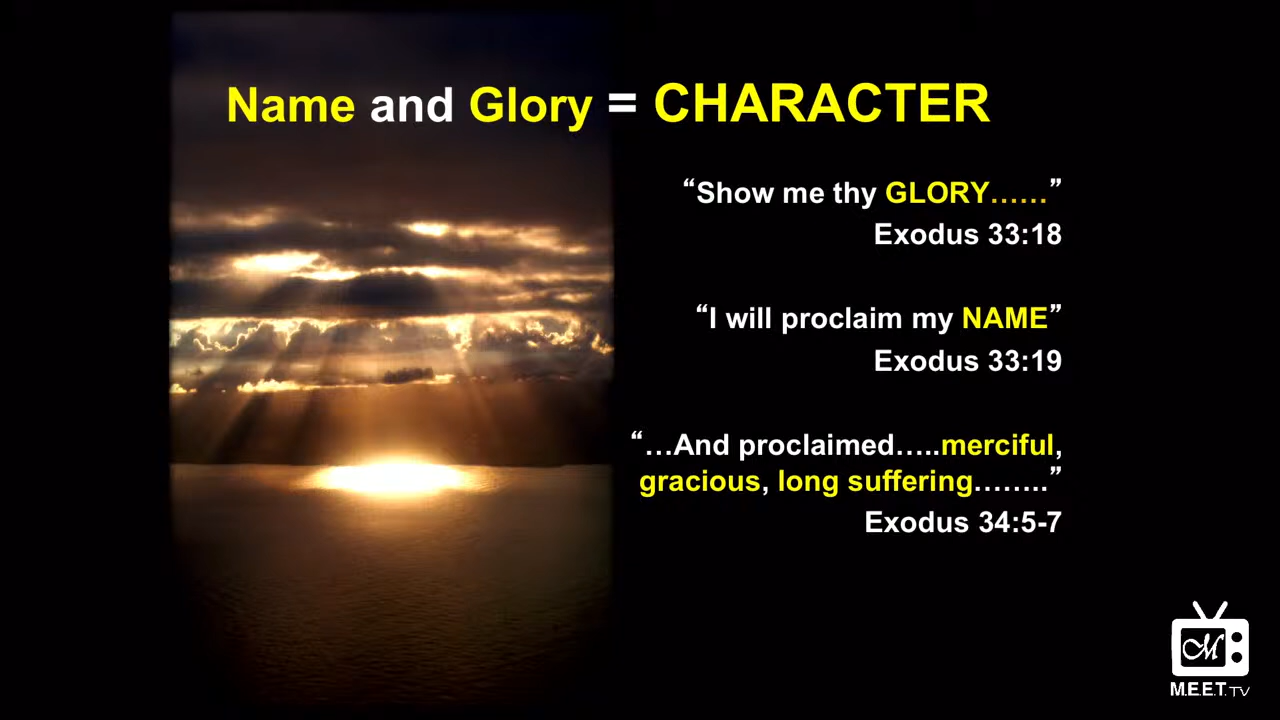 Name and Glory = CHARACTER
“Show me thy GLORY……”
Exodus 33:18
“I will proclaim my NAME”
Exodus 33:19
“…And proclaimed…..merciful,
gracious, long suffering……..”
Exodus 34:5-7
M
M.E.E.T.TV